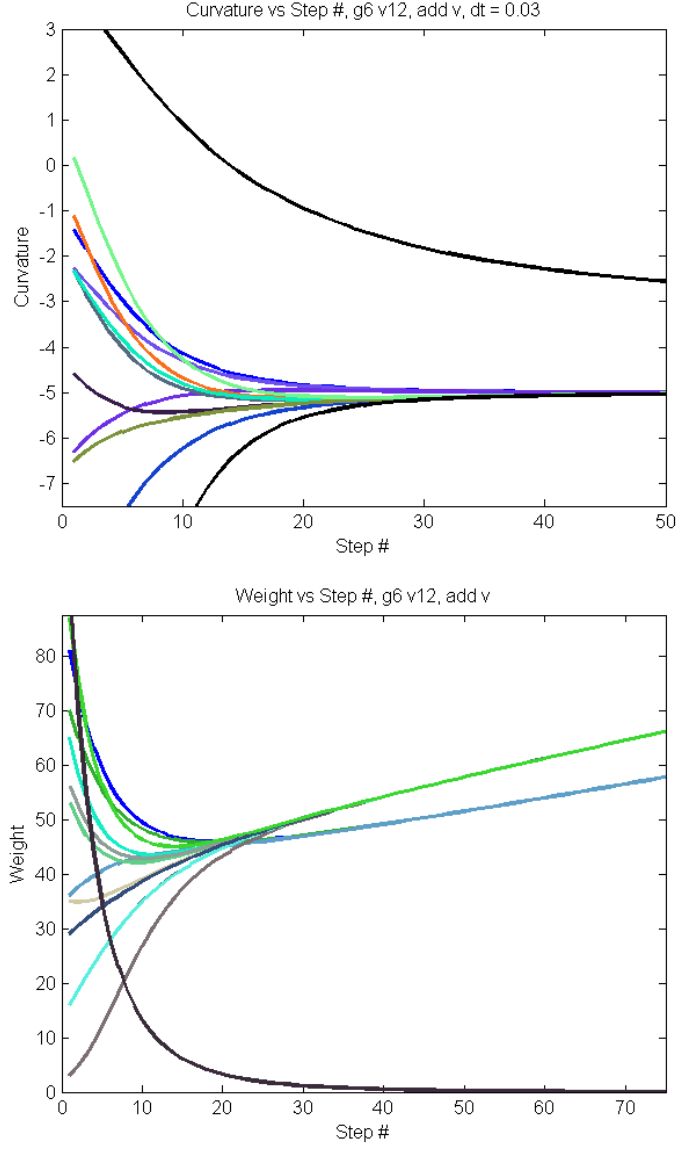 Curvature vs Step #, g6 v12, add v, dt = 0.03
3
2
1
0
-1
-2
-3
-4
-5
-6
-7
Curvature
0 10 20 30 40 50
Step #
Weight vs Step #, g6 v12, add v
80
70
60
50
40
30
20
10
0
Weight
0 10 20 30 40 50 60 70
Step #